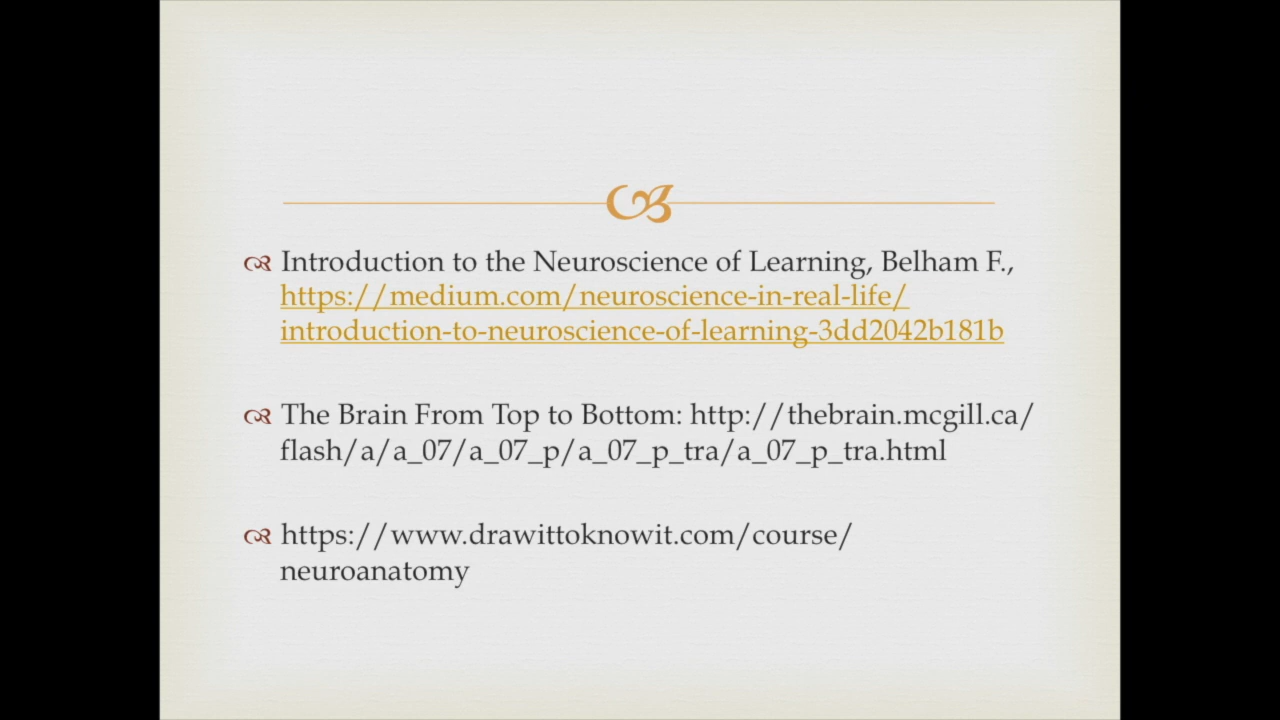 Introduction to the Neuroscience of Learning, Belham F.,
https://medium.com/neuroscience-in-real-life/
introduction-to-neuroscience-of-learning-3dd2042b181b
The Brain From Top to Bottom: http://thebrain.mcgill.ca/
flash/a/a_07/a_07_p/a_07_p_tra/a_07_p_tra.html
https://www.drawittoknowit.com/course/
neuroanatomy